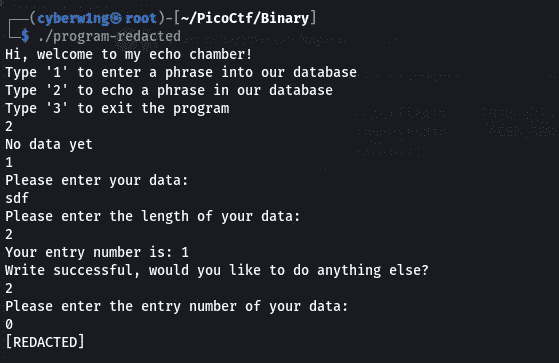 (cyberw1ng㉿root)-[~/PicoCtf/Binary]
$ ./program-redacted
Hi, welcome to my echo chamber!
Type '1' to enter a phrase into our database
Type '2' to echo a phrase in our database
Type '3' to exit the program
2
No data yet
1
Please enter your data:
sdf
Please enter the length of your data:
2
Your entry number is: 1
Write successful, would you like to do anything else?
2
Please enter the entry number of your data:
0
[REDACTED]